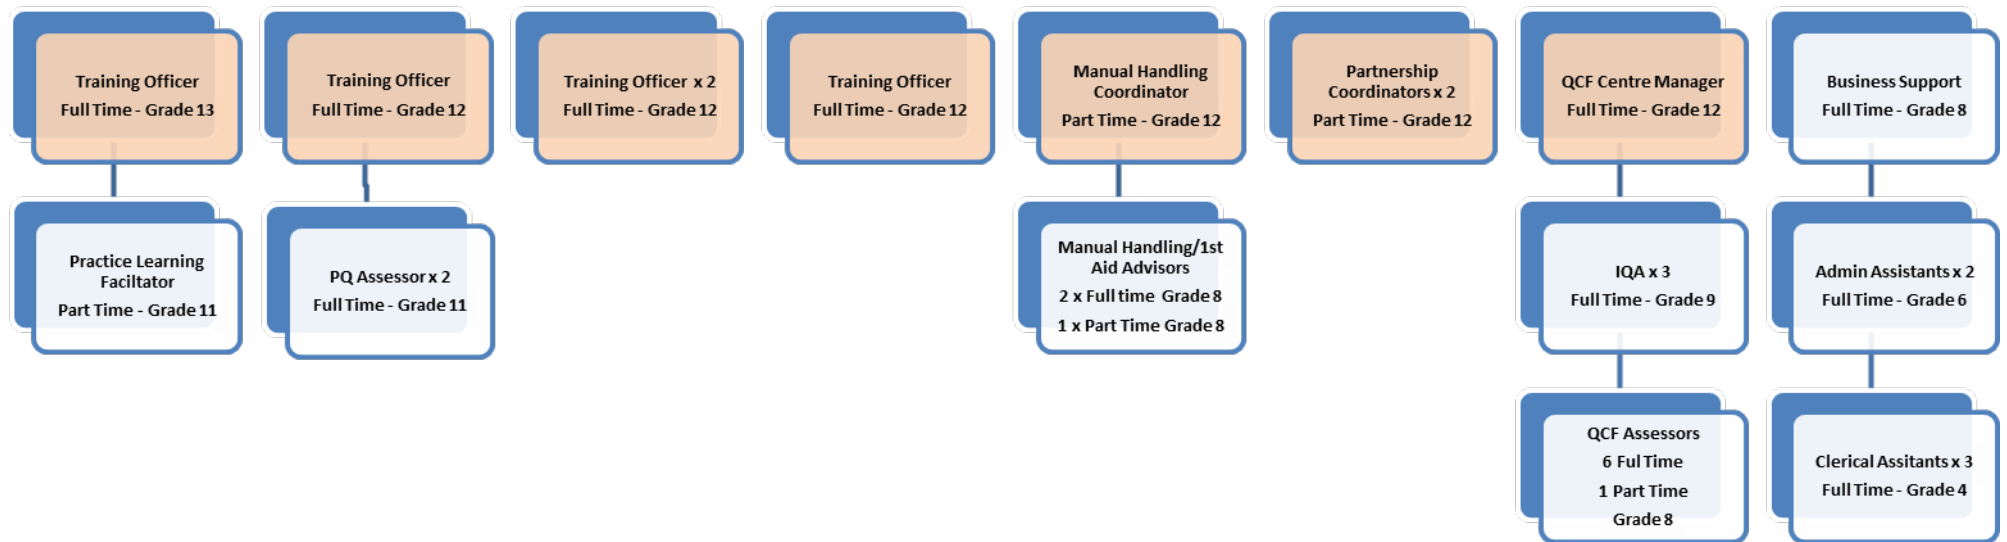 Training Officer
Full Time - Grade 13
Training Officer
Full Time - Grade 12
Training Officer x 2
Full Time - Grade 12
Training Officer
Full Time - Grade 12
Manual Handling
Coordinator
Part Time - Grade 12
Partnership
Coordinators x 2
Part Time - Grade 12
QCF Centre Manager
Full Time - Grade 12
Business Support
Full Time - Grade 8
Practice Learning
Faciltator
Part Time - Grade 11
PQ Assessor x 2
Full Time - Grade 11
Manual Handling/1st
Aid Advisors
2 x Full time Grade 8
1 x Part Time Grade 8
IQA x 3
Full Time - Grade 9
Admin Assistants x 2
Full Time - Grade 6
QCF Assessors
6 Ful Time
1 Part Time
Grade 8
Clerical Assitants x 3
Full Time - Grade 4